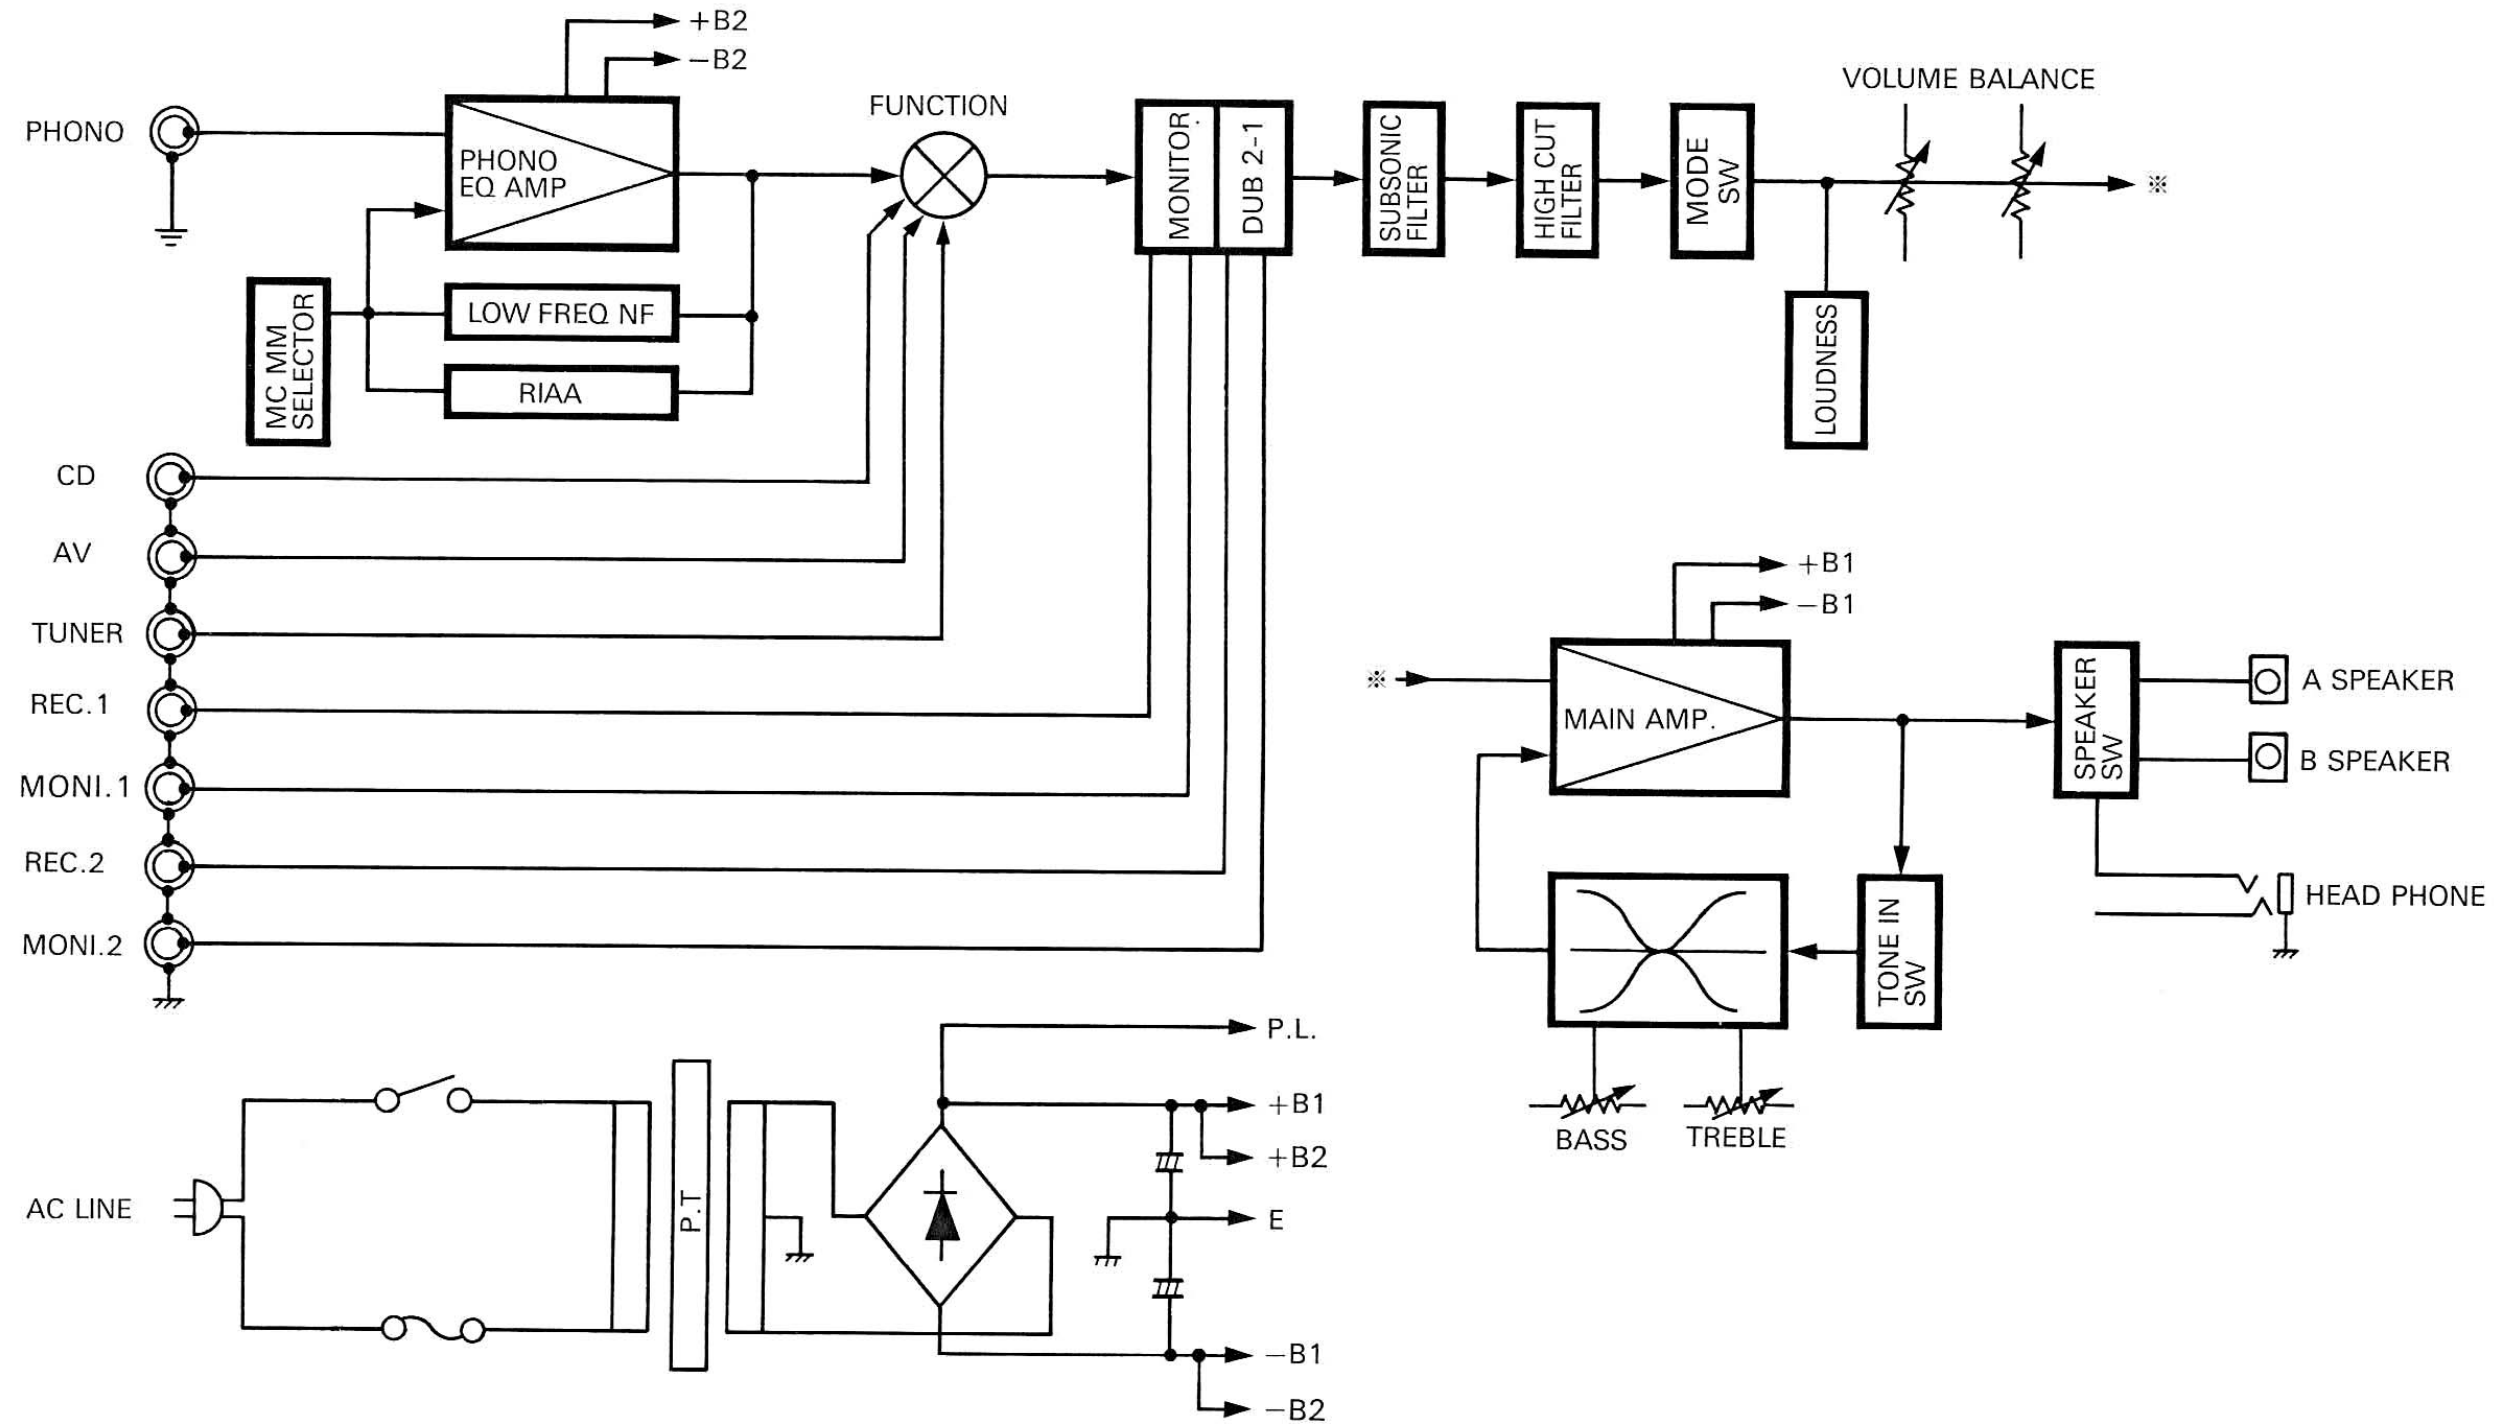 +B2
−B2
PHONO
PHONO
EQ AMP
FUNCTION
MONITOR
DUB 2-1
SUBSONIC
FILTER
HIGH CUT
FILTER
MODE
SW
VOLUME BALANCE
※
LOUDNESS
MC MM
SELECTOR
LOW FREQ NF
RIAA
CD
AV
TUNER
REC.1
MONI.1
REC.2
MONI.2
+B1
−B1
※
MAIN AMP.
SPEAKER
SW
A SPEAKER
B SPEAKER
HEAD PHONE
TONE IN
SW
BASS
TREBLE
AC LINE
P.T
P.L.
+B1
+B2
E
−B1
−B2